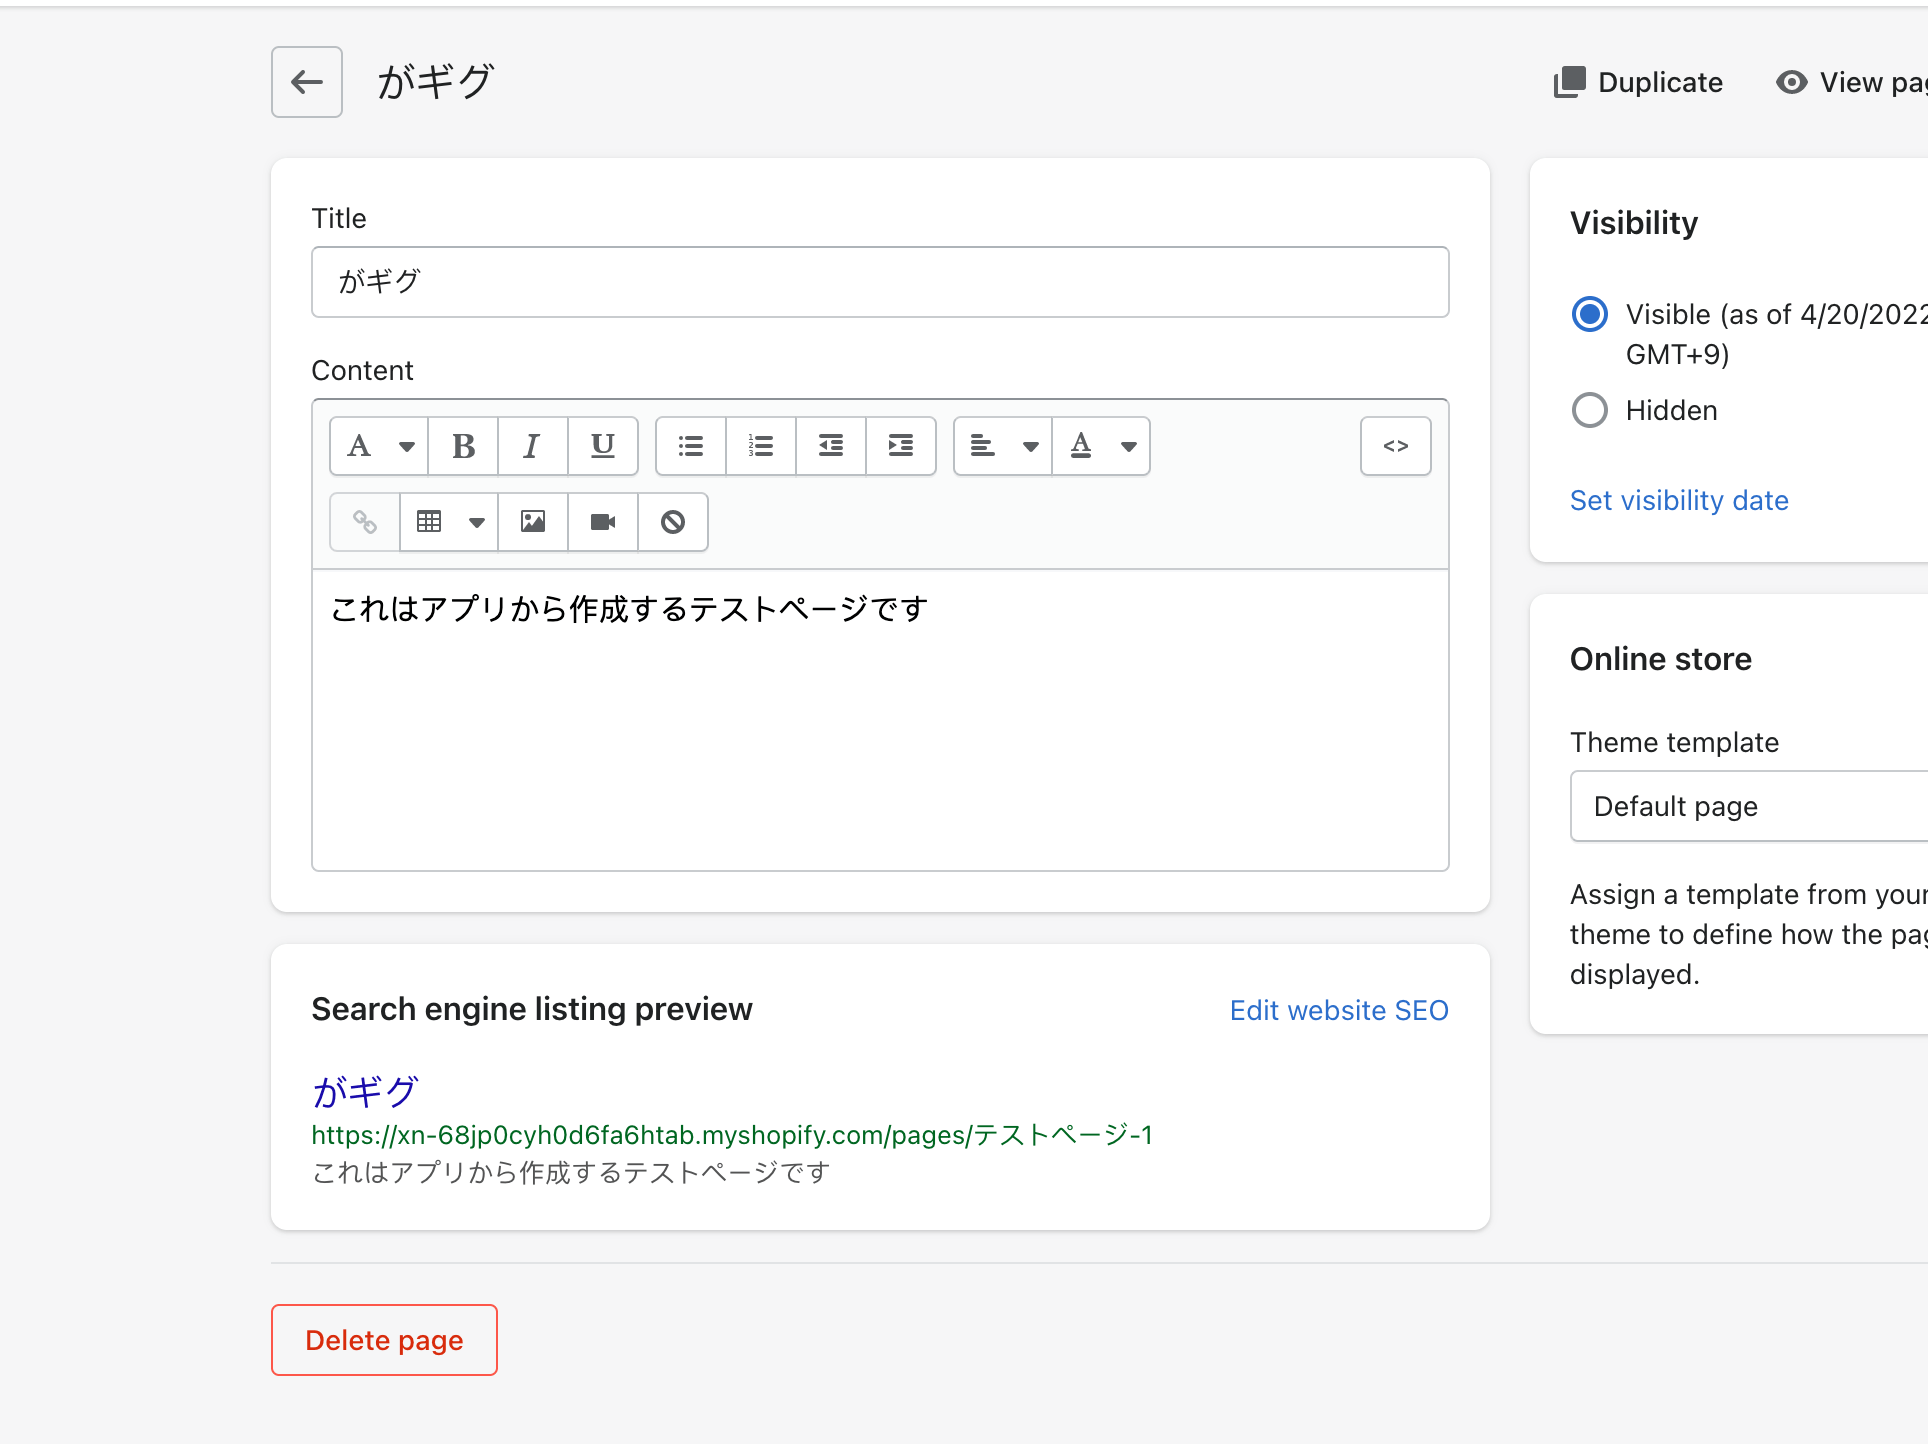 がギグ
Duplicate
View pag
Title
がギグ
Content
A
B
I
U
A
<>
これはアプリから作成するテストページです
Search engine listing preview
Edit website SEO
がギグ
https://xn-68jp0cyh0d6fa6htab.myshopify.com/pages/テストページ-1
これはアプリから作成するテストページです
Delete page
Visibility
Visible (as of 4/20/2022
GMT+9)
Hidden
Set visibility date
Online store
Theme template
Default page
Assign a template from your
theme to define how the pag
displayed.